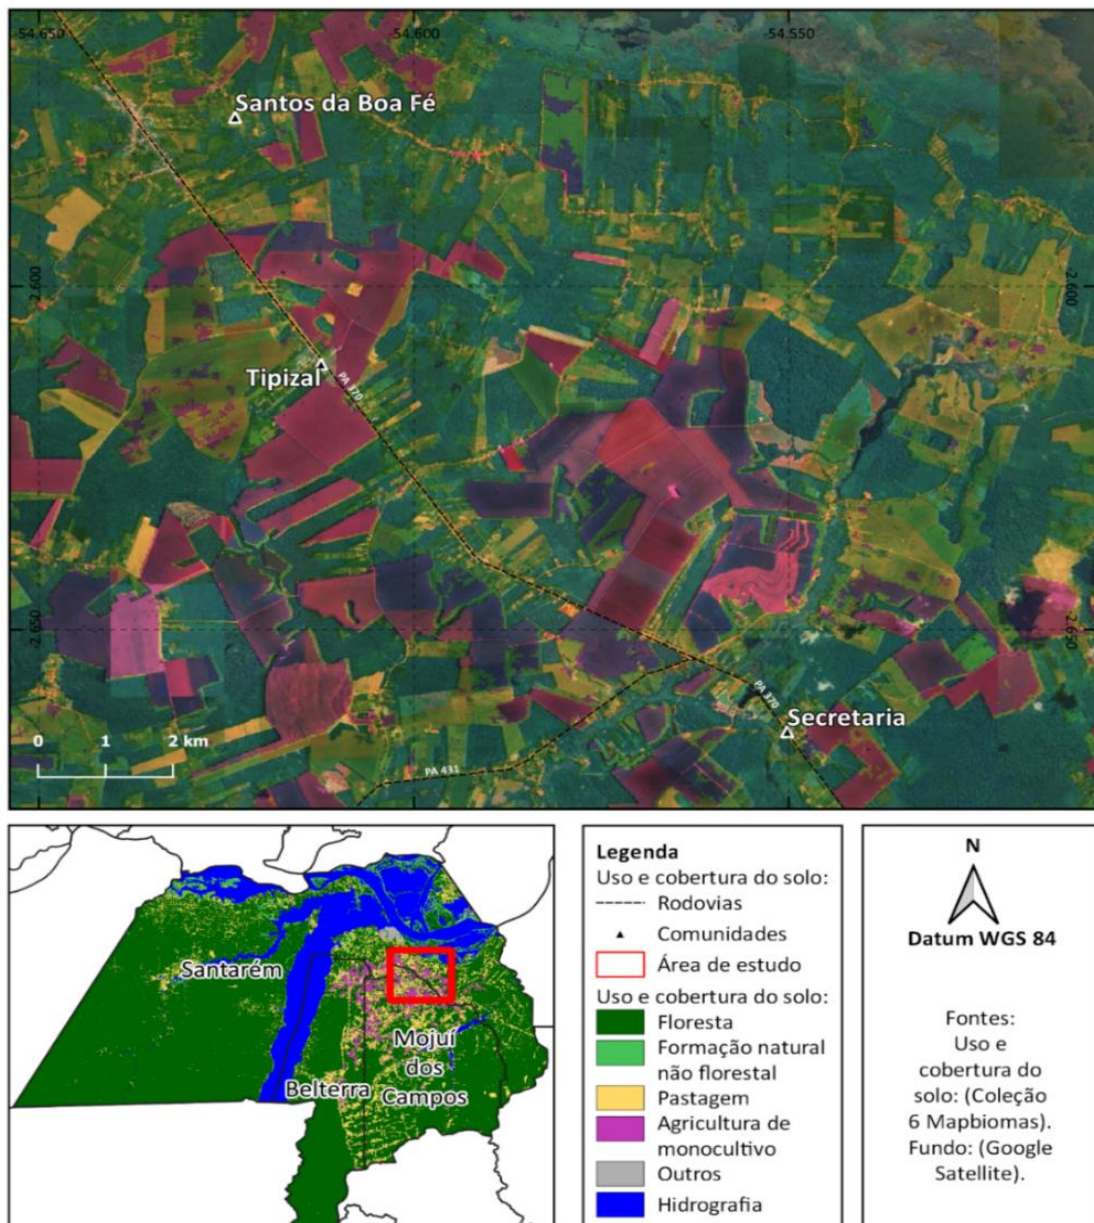 -54.650
-54.600
-54.550
Santos da Boa Fé
-2.600
-2.600
Tipizal
PA 370
-2.650
-2.650
PA 370
Secretaria
0 1 2 km
PA 431
Santarém
Mojuí
dos
Campos
Belterra
Legenda
Uso e cobertura do solo:
Rodovias
Comunidades
Área de estudo
Uso e cobertura do solo:
Floresta
Formação natural
não florestal
Pastagem
Agricultura de
monocultivo
Outros
Hidrografia
N
Datum WGS 84
Fontes:
Uso e
cobertura do
solo: (Coleção
6 Mapbiomas).
Fundo: (Google
Satellite).